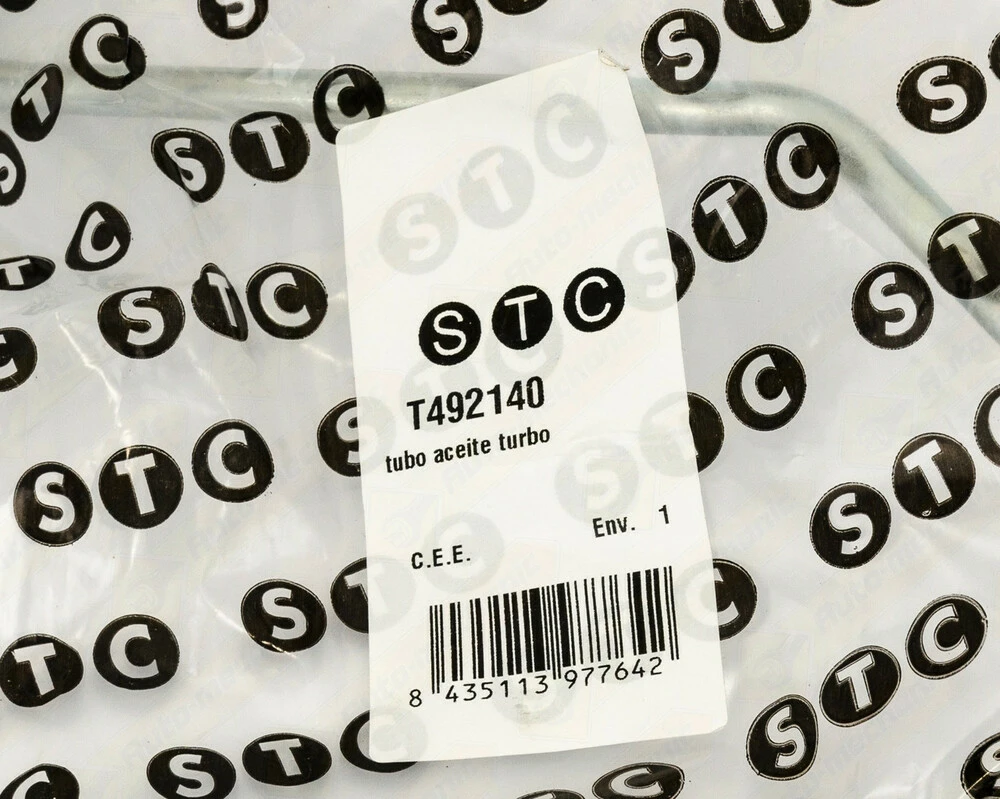 STC
T492140
tubo aceite turbo
Env. 1
C.E.E.
8 435113 977642